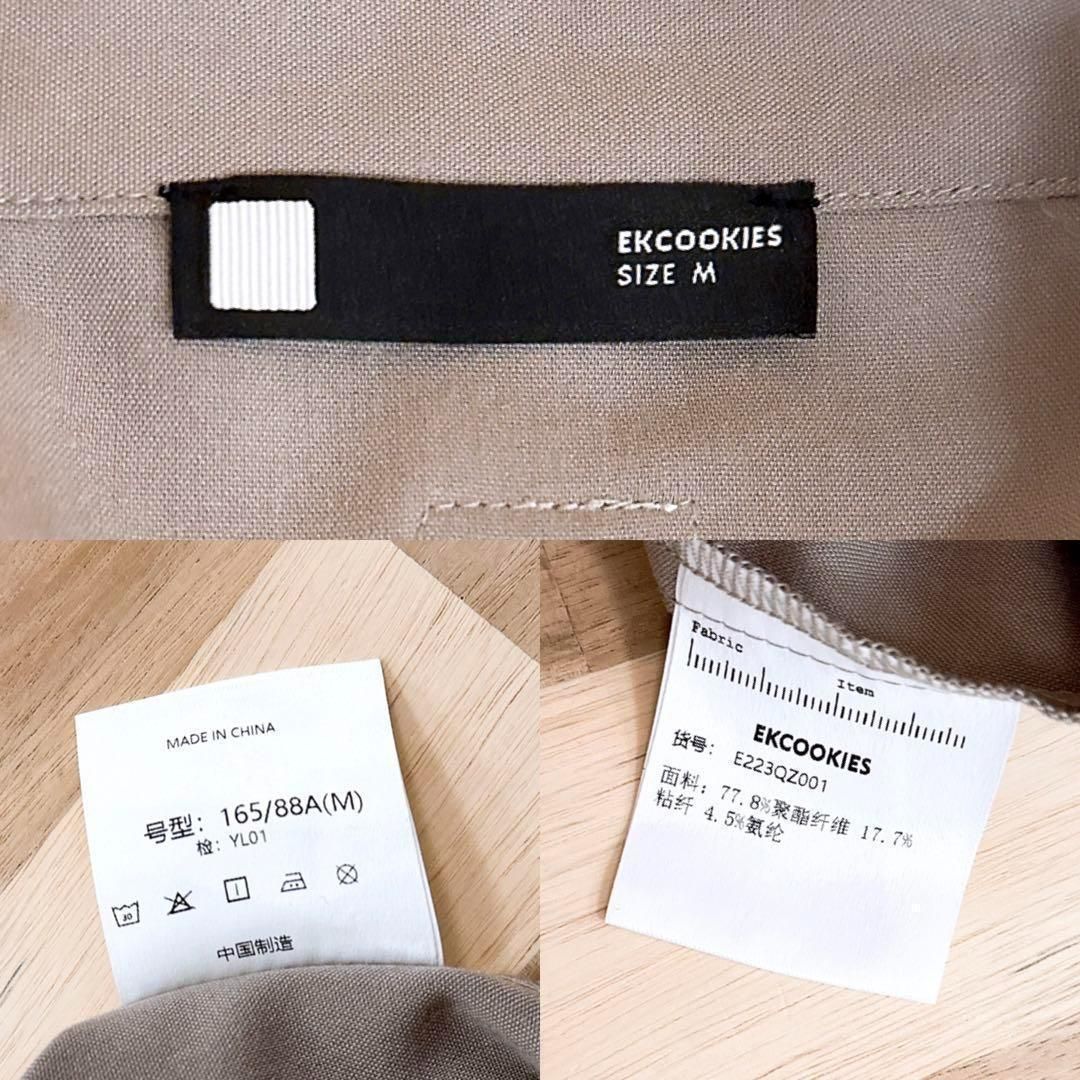 EKCOOKIES
SIZE M
MADE IN CHINA
号型：165/88A(M)
检：YL01
中国制造
Fabric
Item
EKCOOKIES
货号：E223QZ001
面料：77.8%聚酯纤维 17.7%
粘纤 4.5%氨纶